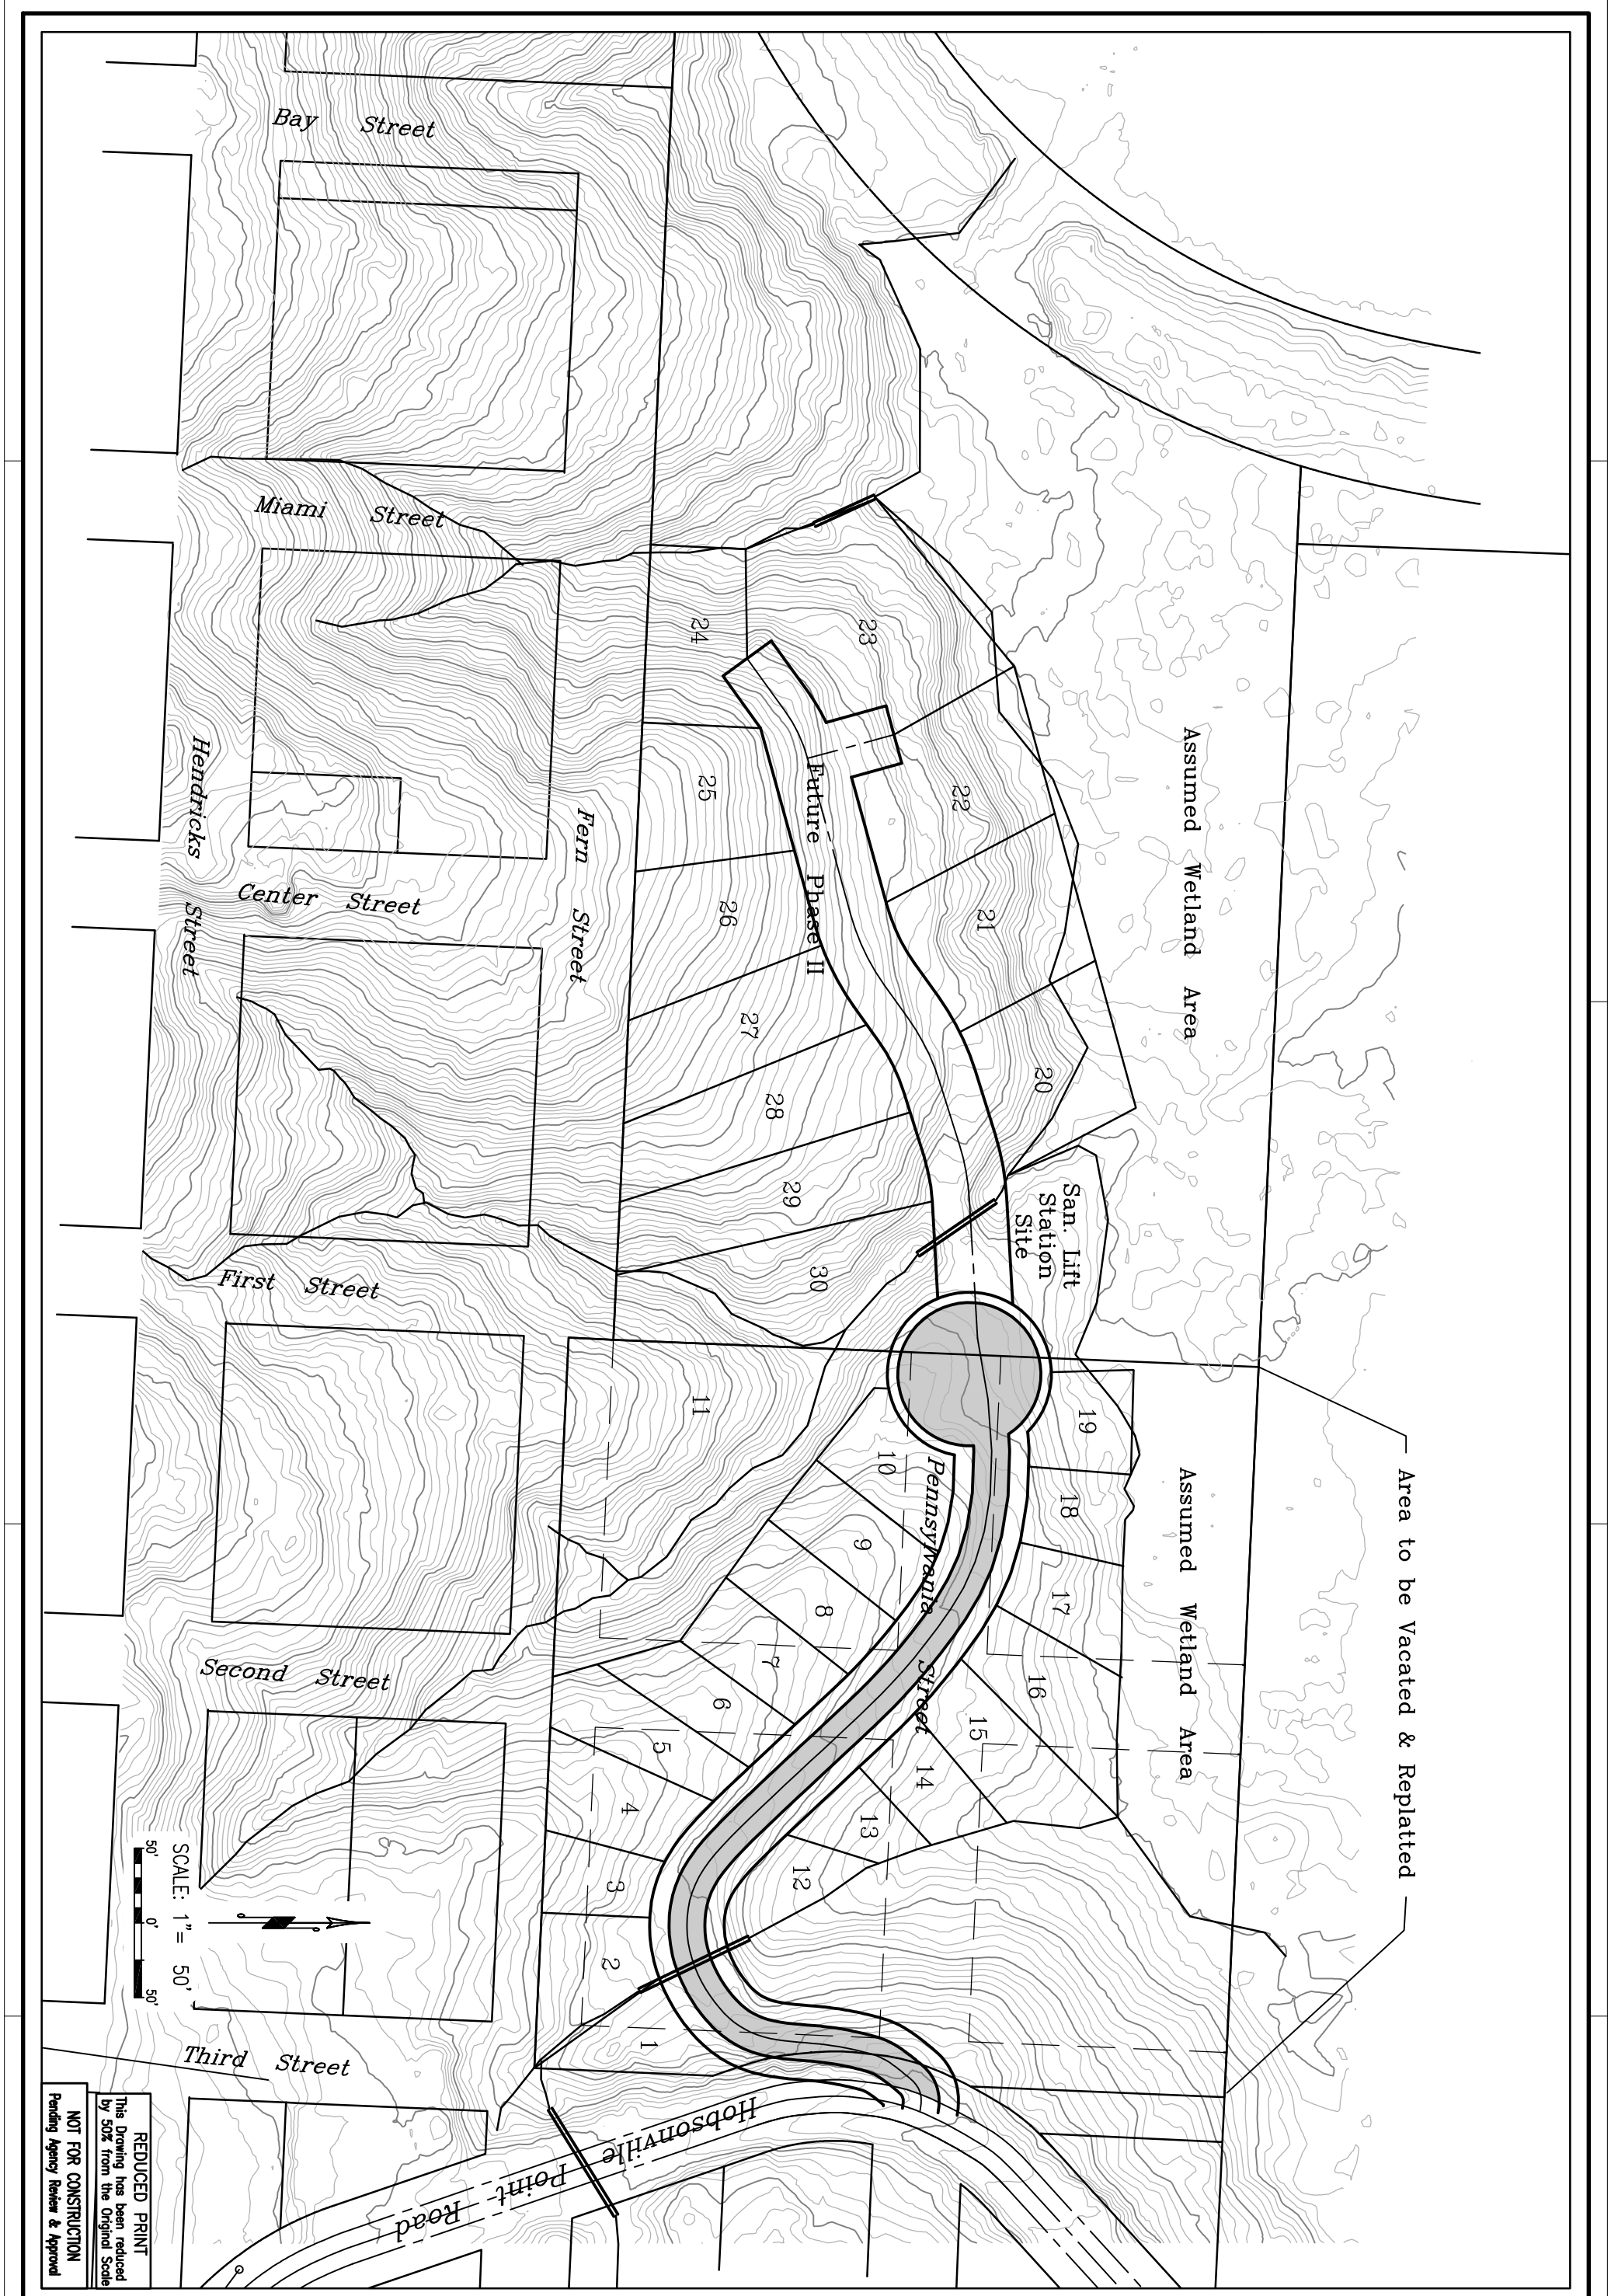 Area to be Vacated & Replatted
Assumed Wetland Area
Assumed Wetland Area
San. Lift
Station
Site
Future Phase II
Pennsylvania Street
Hobsonville Point Road
Fern Street
Hendricks Street
Bay Street
Miami Street
Center Street
First Street
Second Street
Third Street
1
2
3
4
5
6
7
8
9
10
11
12
13
14
15
16
17
18
19
20
21
22
23
24
25
26
27
28
29
30
SCALE: 1"= 50'
50' 0' 50'
REDUCED PRINT
This Drawing has been reduced
by 50% from the Original Scale
NOT FOR CONSTRUCTION
Pending Agency Review & Approval